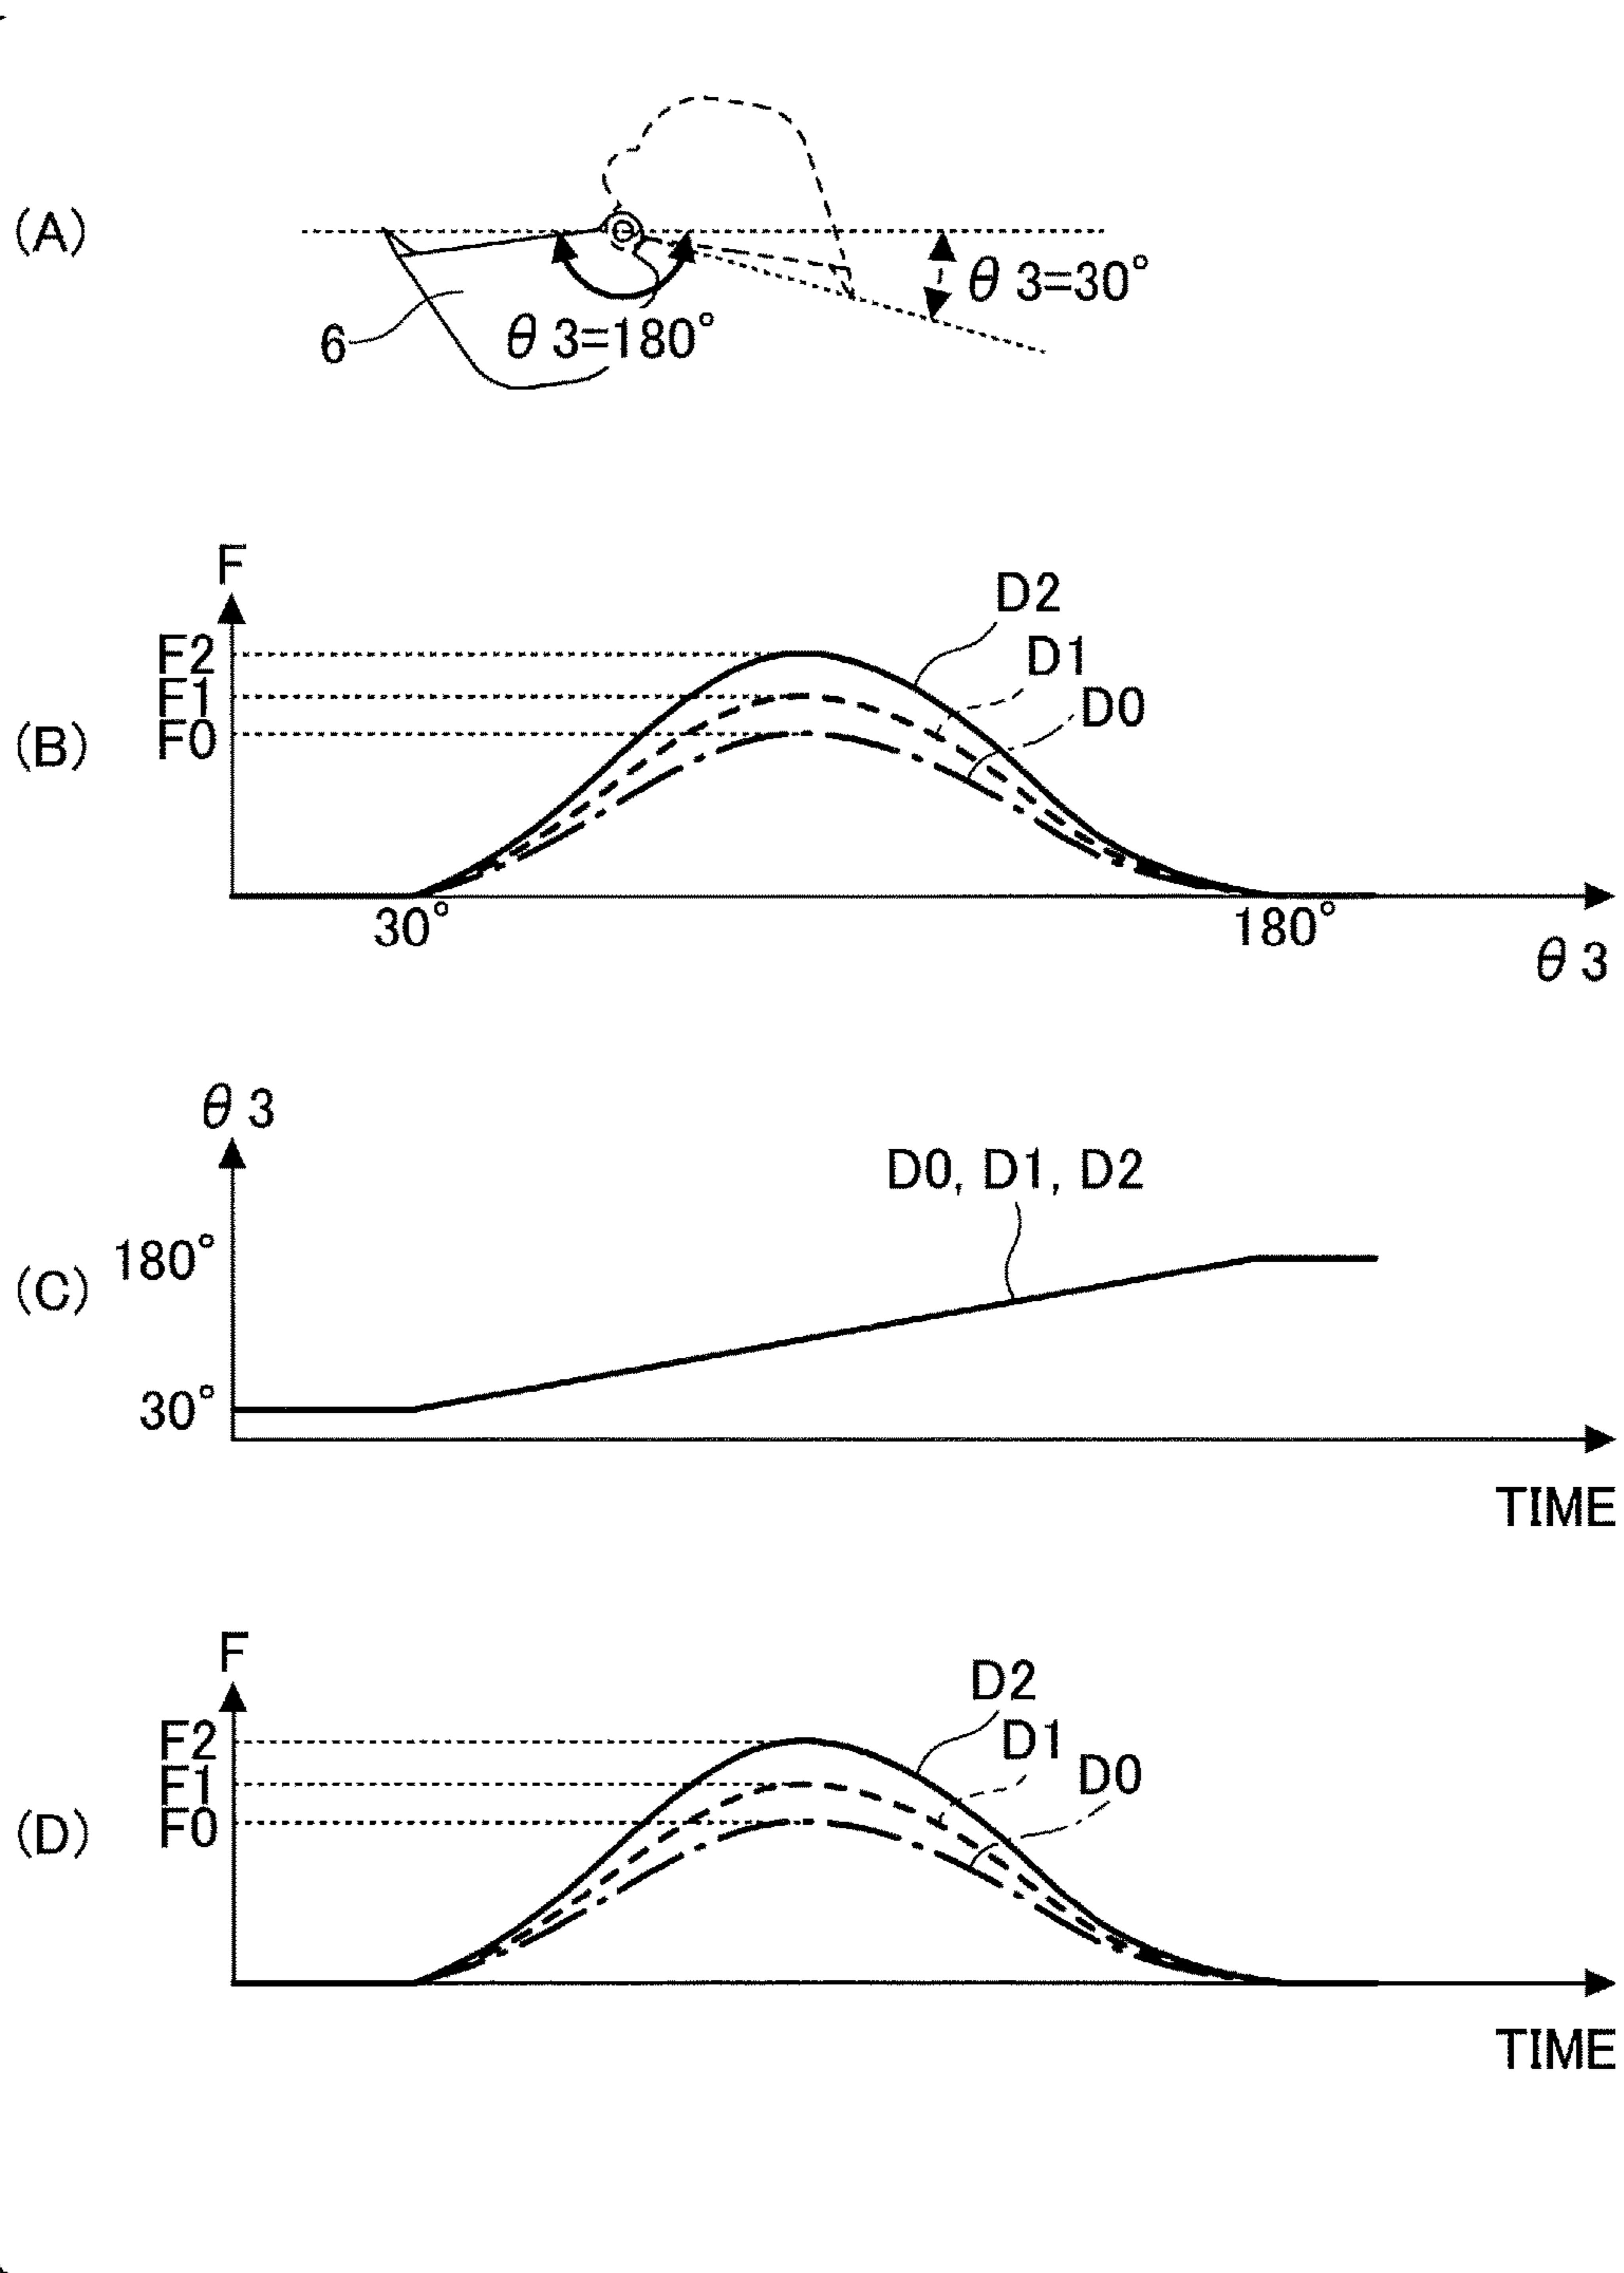 (A)
θ 3=30°
6
θ 3=180°
F
D2
F2
D1
F1
D0
F0
(B)
30°
180°
θ 3
θ 3
D0, D1, D2
180°
(C)
30°
TIME
F
D2
F2
D1
F1
D0
F0
(D)
TIME